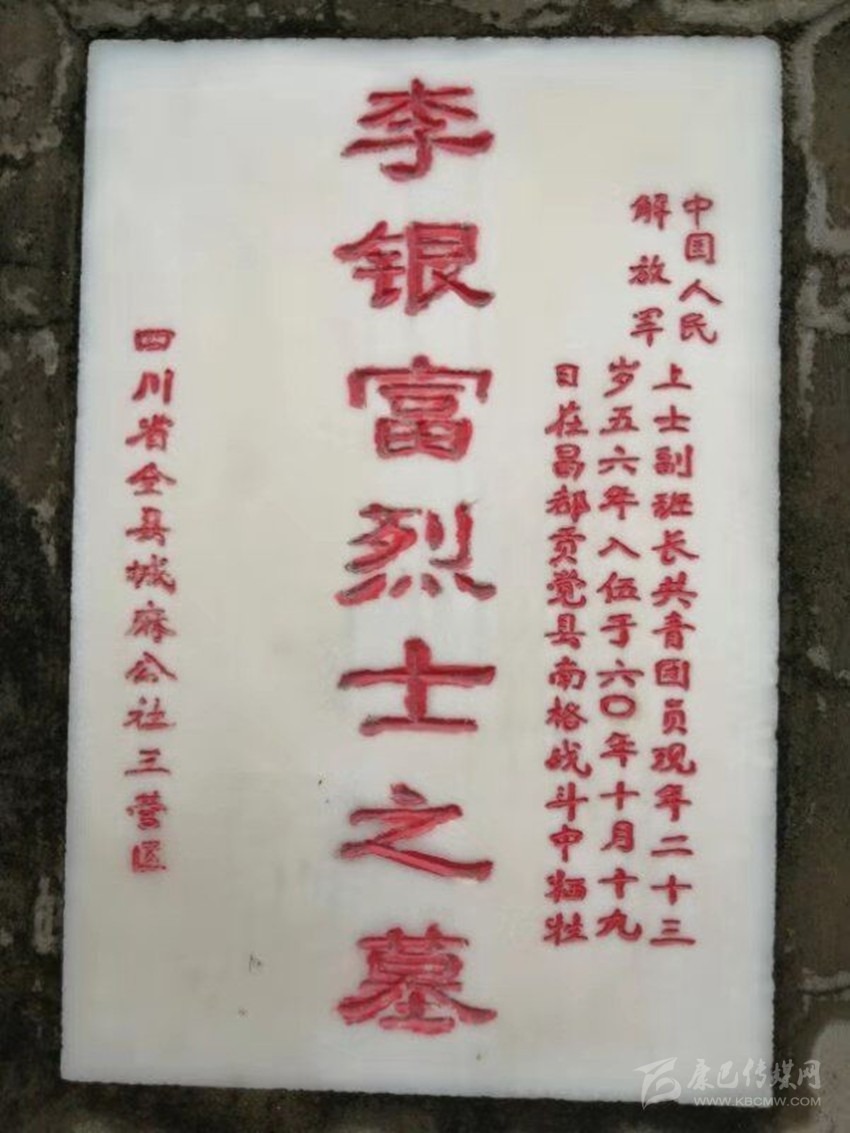 中国人民
解放军
上士副班长共青团员现年二十三
岁五六年入伍于六〇年十月十九
日在昌都贡觉县南格战斗中牺牲
李银富烈士之墓
四川省全县城府公社三营区
康巴传媒网
WWW.KBCMW.COM